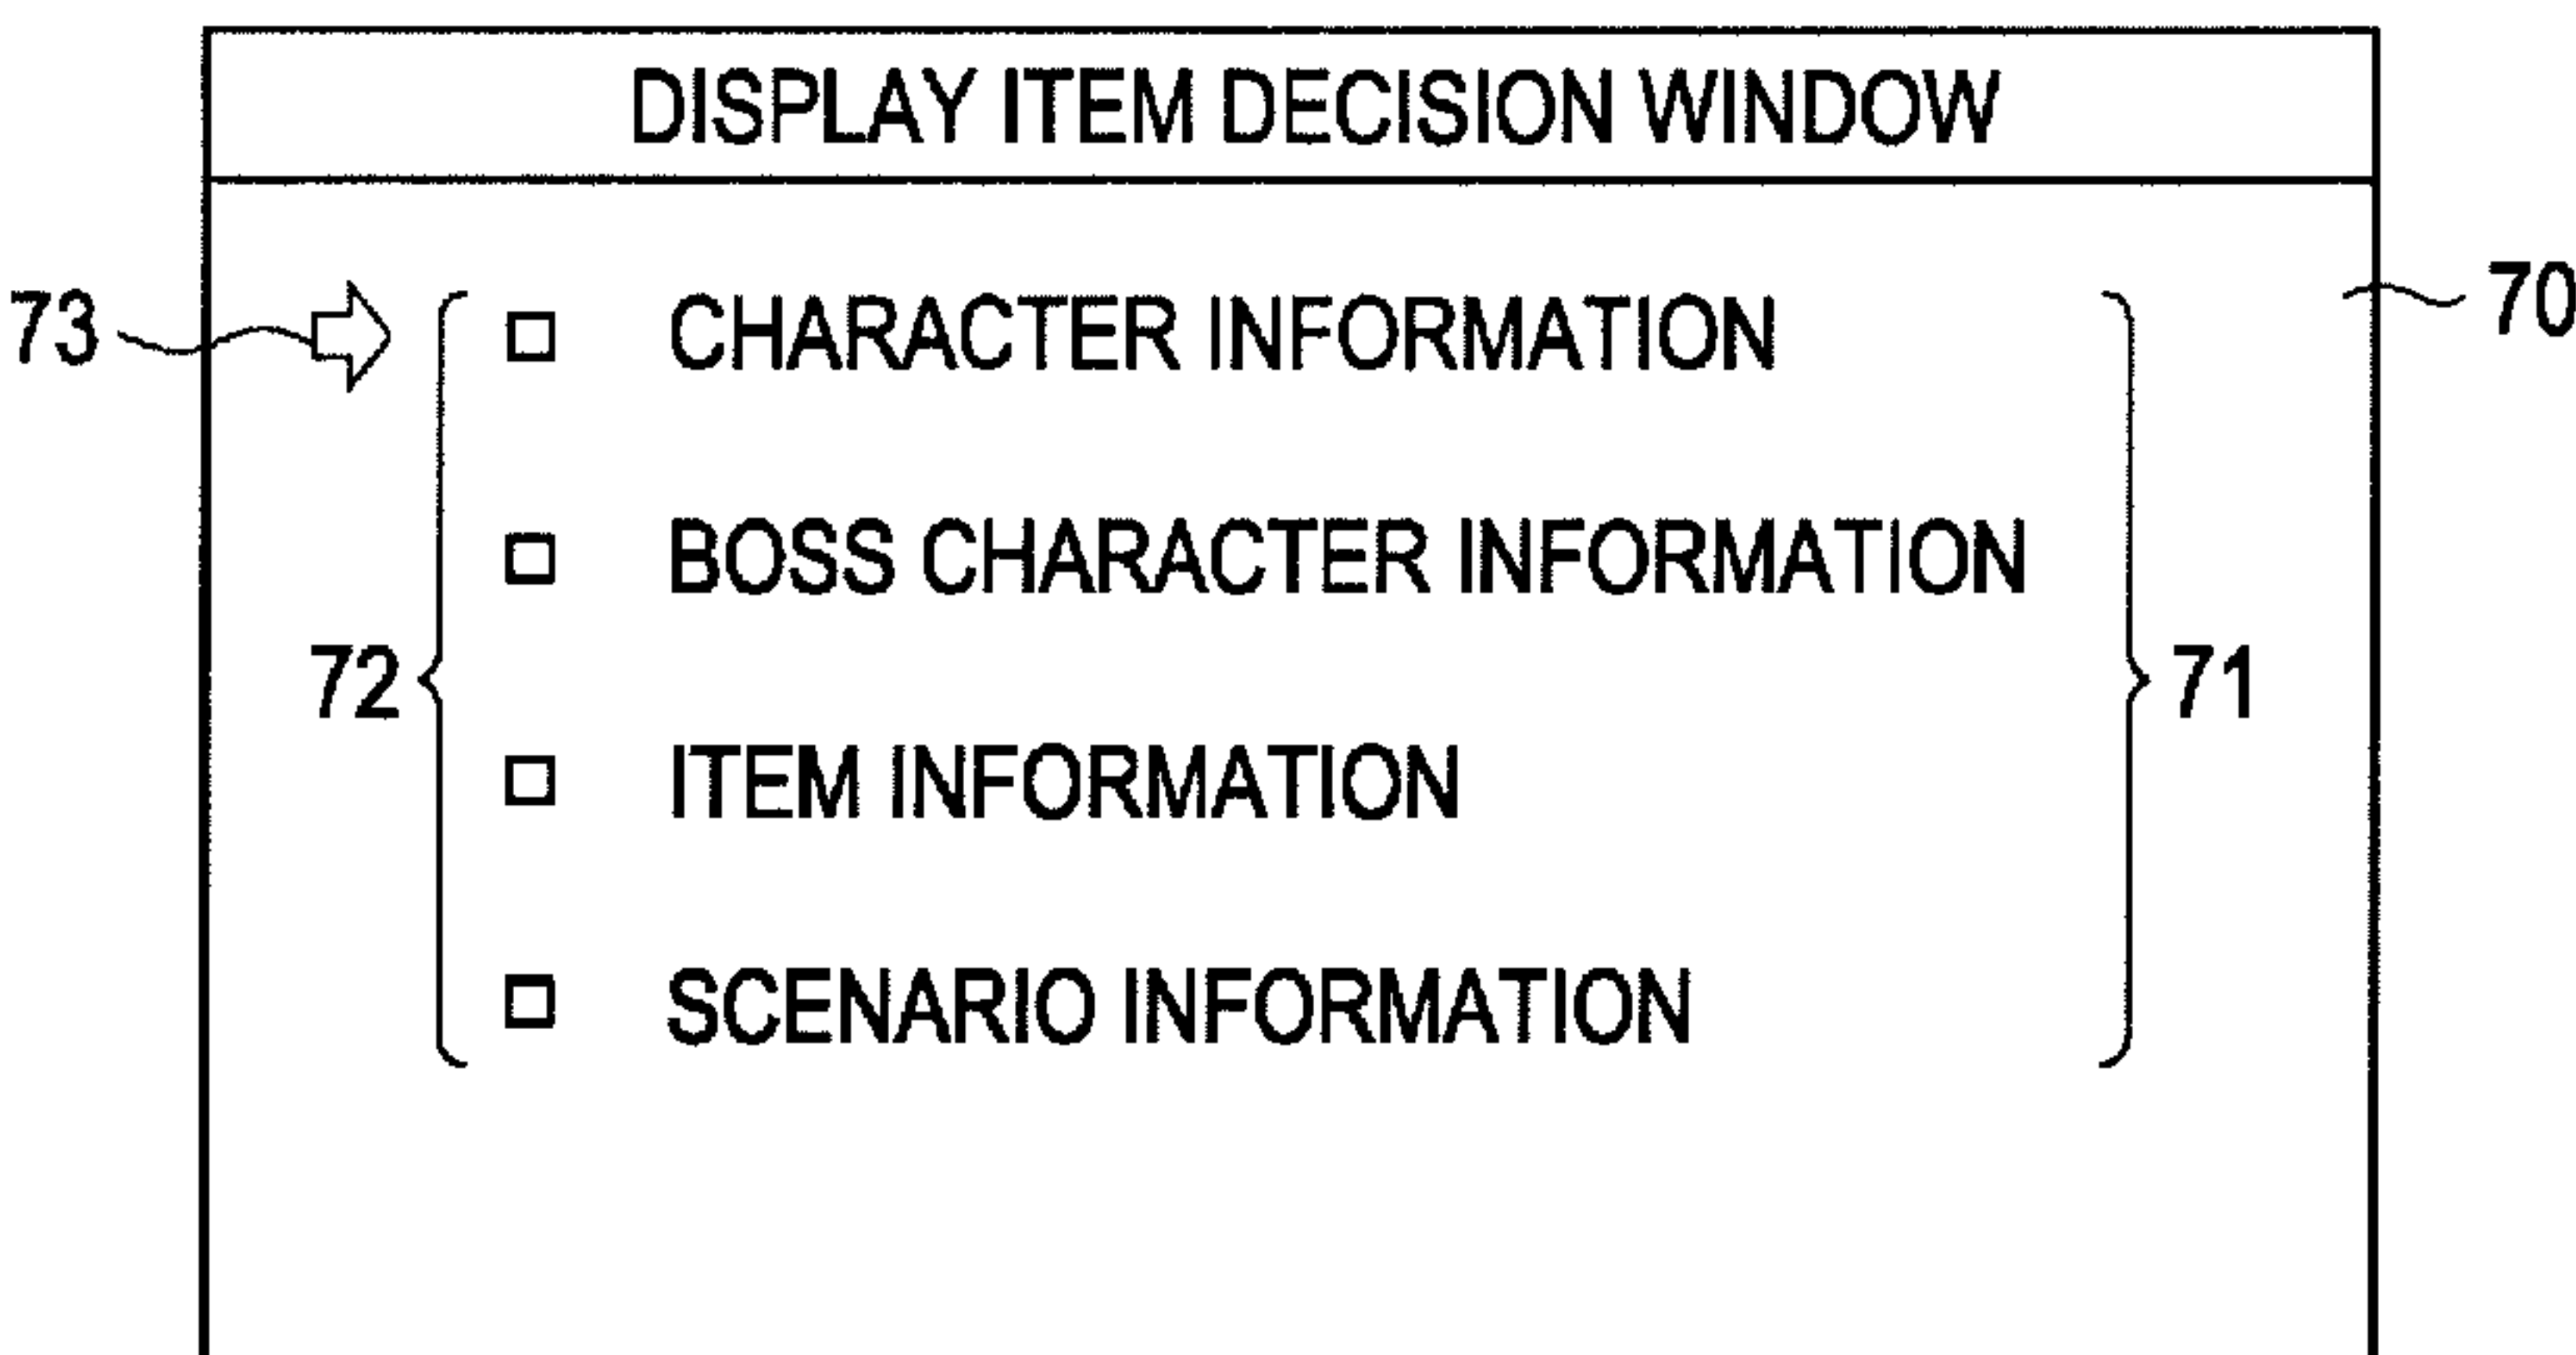 DISPLAY ITEM DECISION WINDOW
73 CHARACTER INFORMATION 70
BOSS CHARACTER INFORMATION
72 71
ITEM INFORMATION
SCENARIO INFORMATION